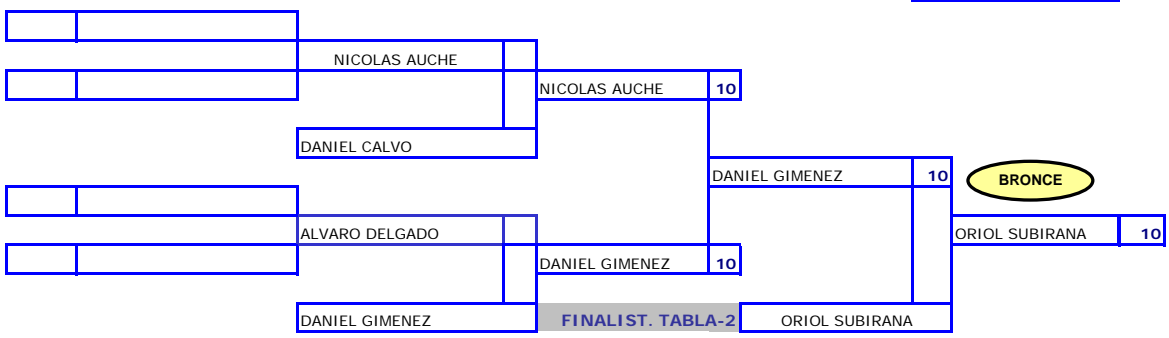 NICOLAS AUCHE
NICOLAS AUCHE 10
DANIEL CALVO
DANIEL GIMENEZ 10
BRONCE
ALVARO DELGADO
ORIOL SUBIRANA 10
DANIEL GIMENEZ 10
DANIEL GIMENEZ
FINALIST. TABLA-2
ORIOL SUBIRANA